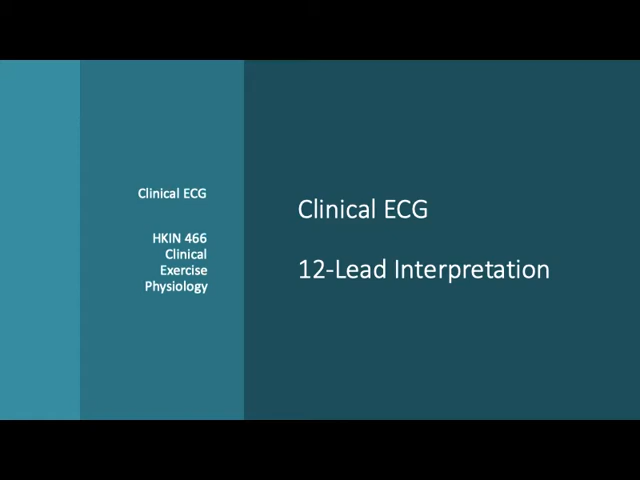 Clinical ECG
HKIN 466
Clinical
Exercise
Physiology
Clinical ECG
12-Lead Interpretation